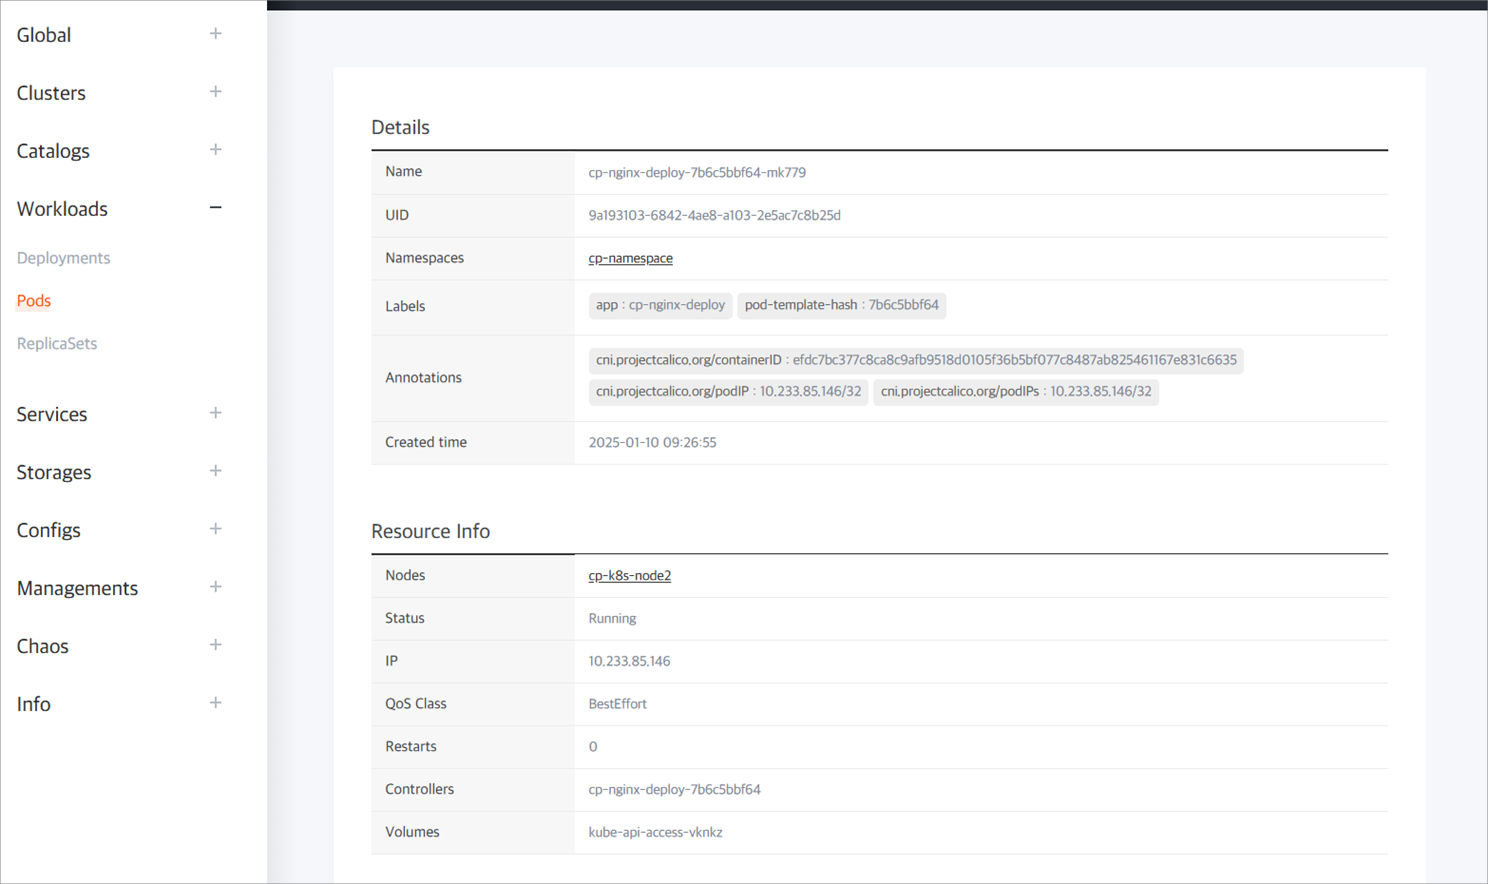 Global +
Clusters +
Catalogs +
Workloads −
Deployments
Pods
ReplicaSets
Services +
Storages +
Configs +
Managements +
Chaos +
Info +
Details
Name cp-nginx-deploy-7b6c5bbf64-mk779
UID 9a193103-6842-4ae8-a103-2e5ac7c8b25d
Namespaces cp-namespace
Labels app : cp-nginx-deploy pod-template-hash : 7b6c5bbf64
Annotations cni.projectcalico.org/containerID : efdc7bc377c8ca8c9afb9518d0105f36b5bf077c8487ab825461167e831c6635
cni.projectcalico.org/podIP : 10.233.85.146/32 cni.projectcalico.org/podIPs : 10.233.85.146/32
Created time 2025-01-10 09:26:55
Resource Info
Nodes cp-k8s-node2
Status Running
IP 10.233.85.146
QoS Class BestEffort
Restarts 0
Controllers cp-nginx-deploy-7b6c5bbf64
Volumes kube-api-access-vknkz